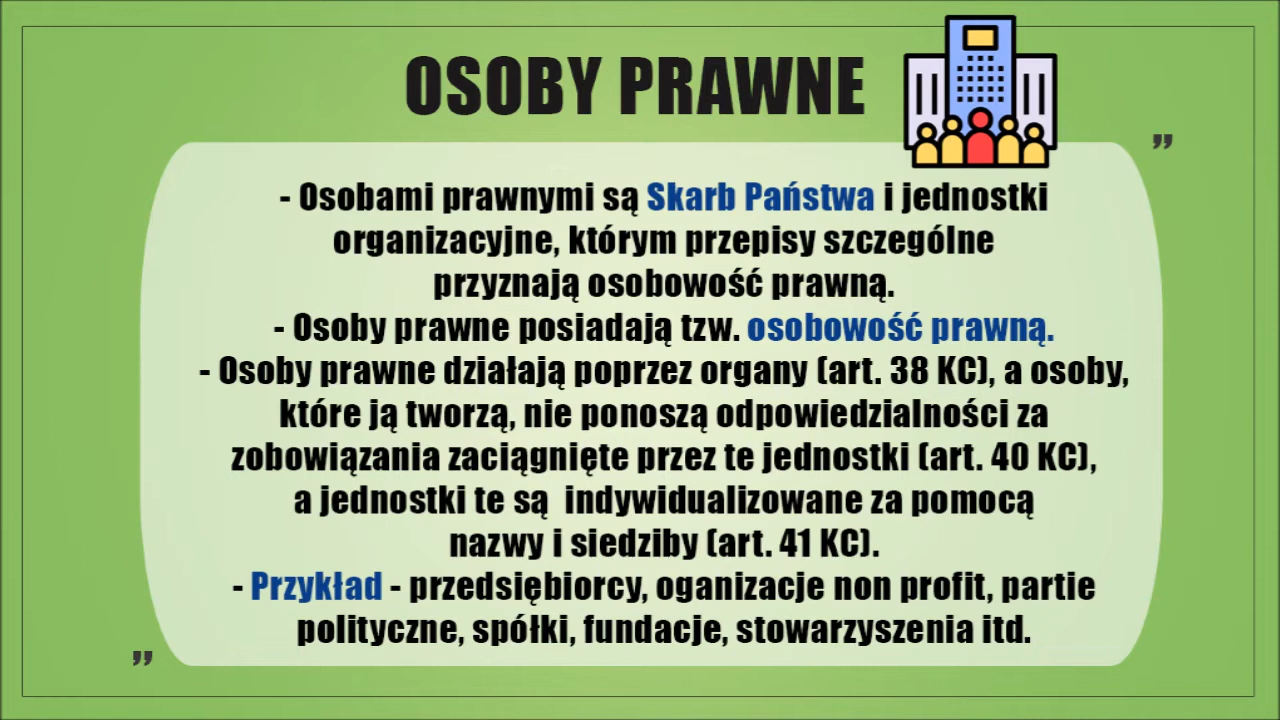 OSOBY PRAWNE
”
- Osobami prawnymi są Skarb Państwa i jednostki
organizacyjne, którym przepisy szczególne
przyznają osobowość prawną.
- Osoby prawne posiadają tzw. osobowość prawną.
- Osoby prawne działają poprzez organy (art. 38 KC), a osoby,
które ją tworzą, nie ponoszą odpowiedzialności za
zobowiązania zaciągnięte przez te jednostki (art. 40 KC),
a jednostki te są  indywidualizowane za pomocą
nazwy i siedziby (art. 41 KC).
- Przykład - przedsiębiorcy, oganizacje non profit, partie
polityczne, spółki, fundacje, stowarzyszenia itd.
”